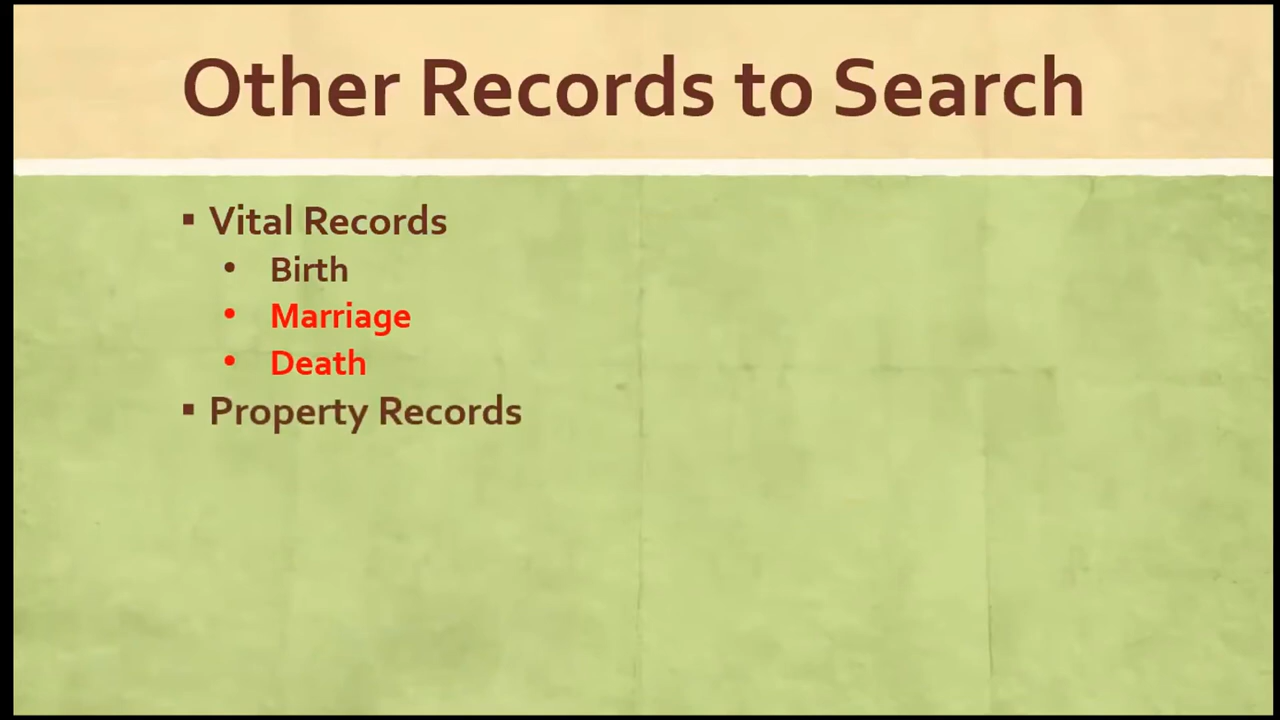 Other Records to Search
▪ Vital Records
• Birth
• Marriage
• Death
▪ Property Records